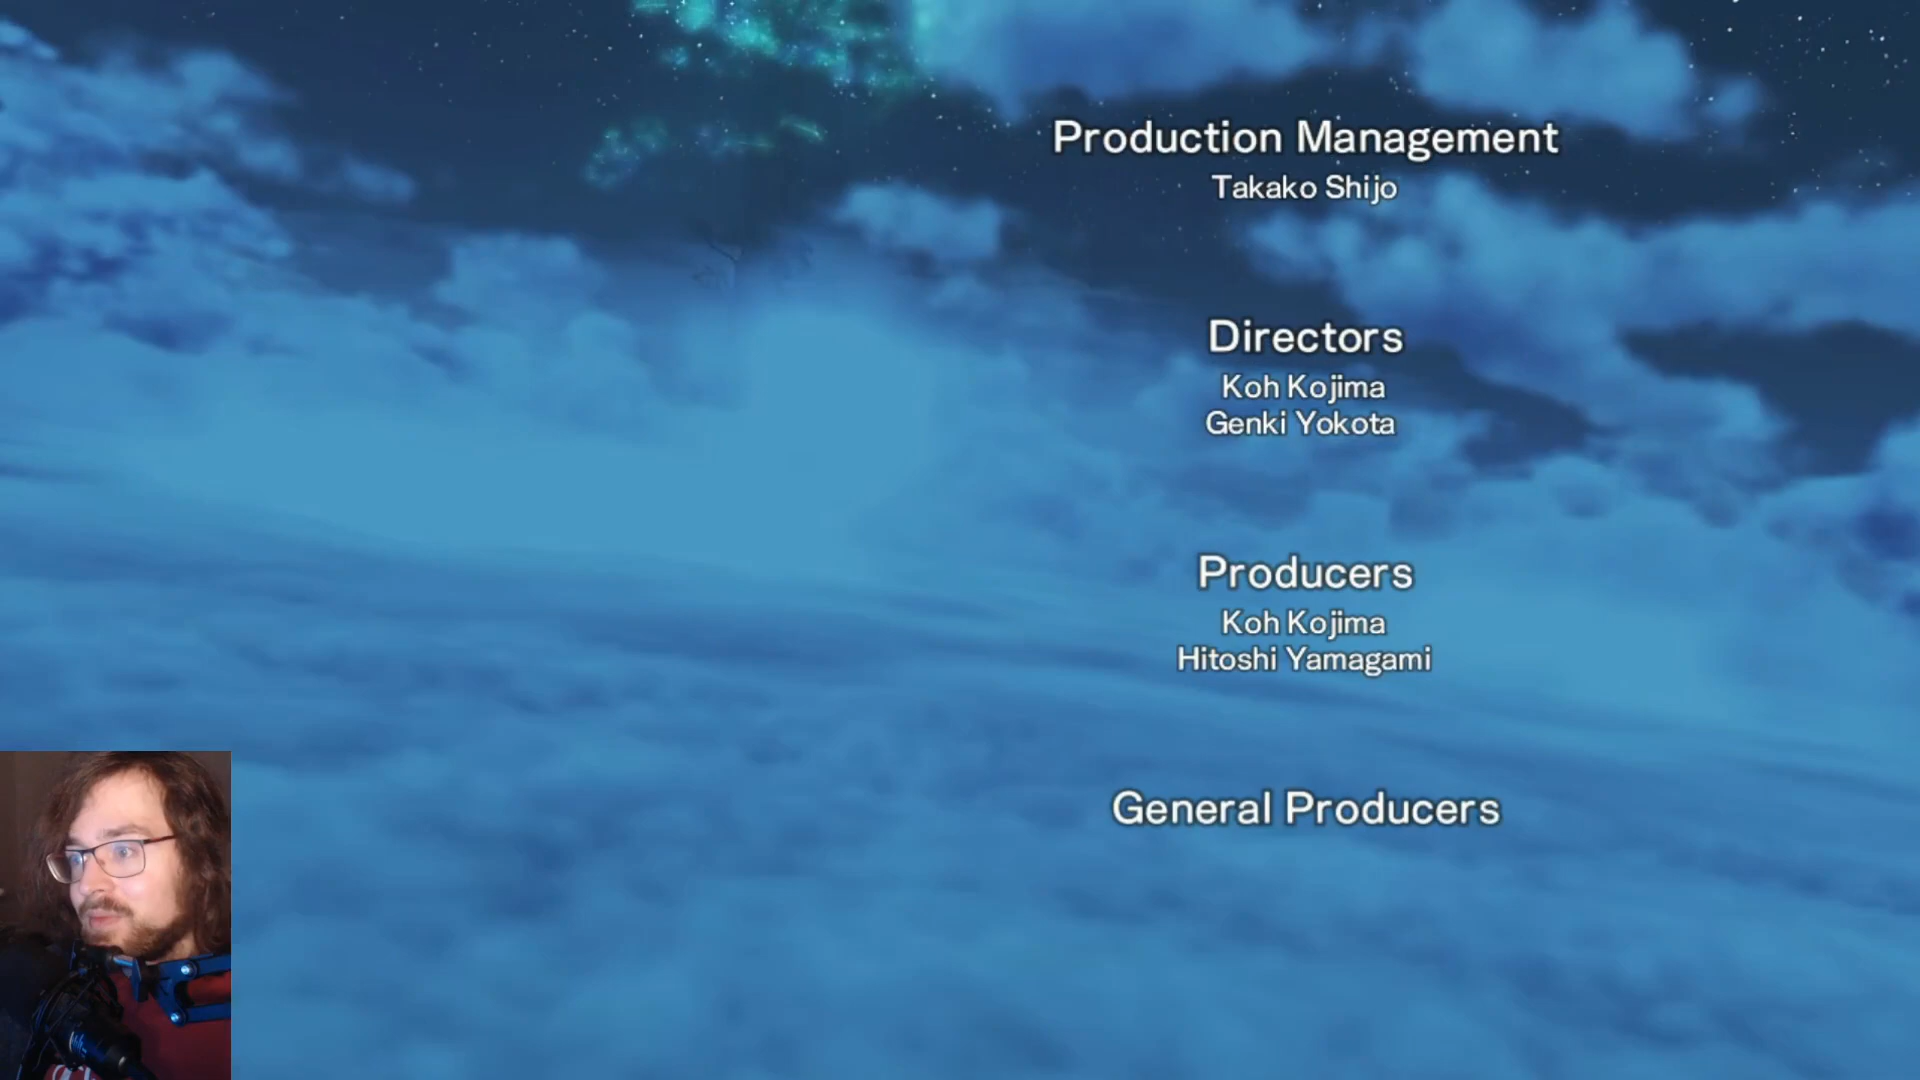 Production Management
Takako Shijo
Directors
Koh Kojima
Genki Yokota
Producers
Koh Kojima
Hitoshi Yamagami
General Producers